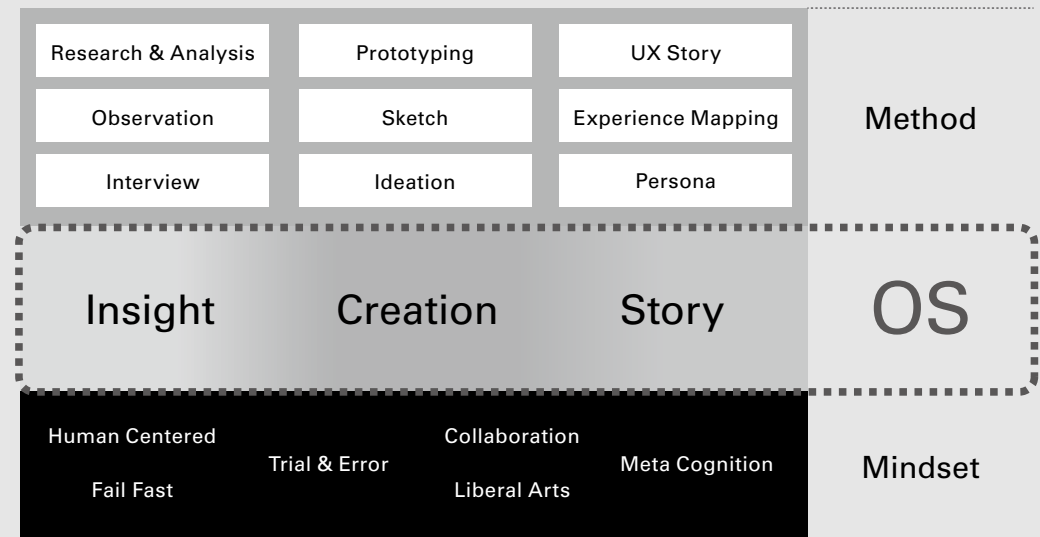 Research & Analysis
Prototyping
UX Story
Observation
Sketch
Experience Mapping
Method
Interview
Ideation
Persona
Insight
Creation
Story
OS
Human Centered
Collaboration
Trial & Error
Meta Cognition
Mindset
Fail Fast
Liberal Arts